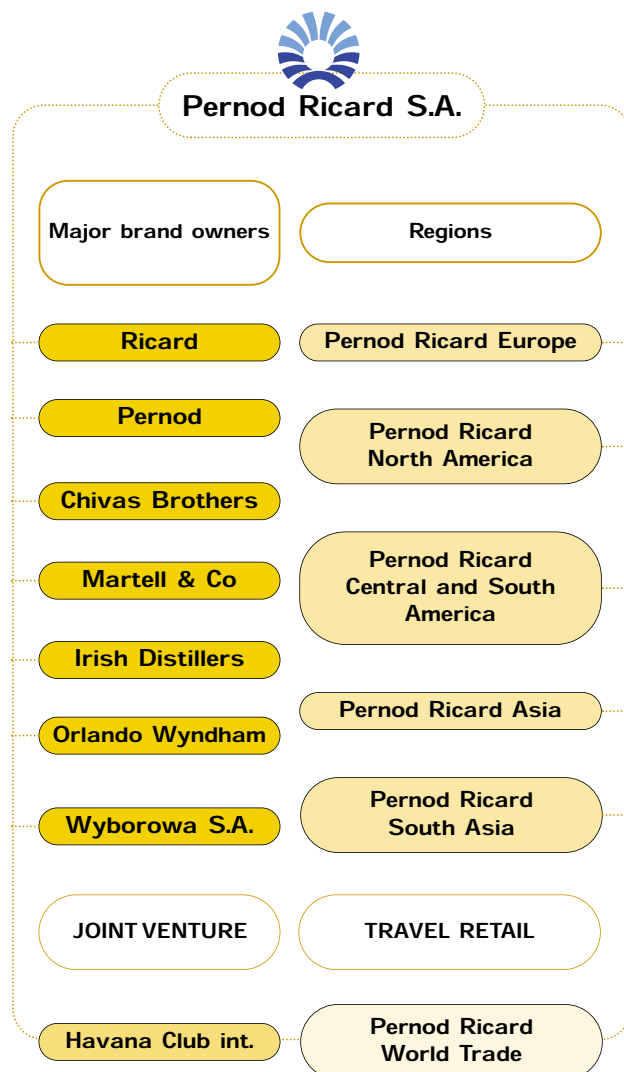 Pernod Ricard S.A.
Major brand owners
Regions
Ricard
Pernod Ricard Europe
Pernod
Pernod Ricard
North America
Chivas Brothers
Martell & Co
Pernod Ricard
Central and South
America
Irish Distillers
Orlando Wyndham
Pernod Ricard Asia
Wyborowa S.A.
Pernod Ricard
South Asia
JOINT VENTURE
TRAVEL RETAIL
Havana Club int.
Pernod Ricard
World Trade